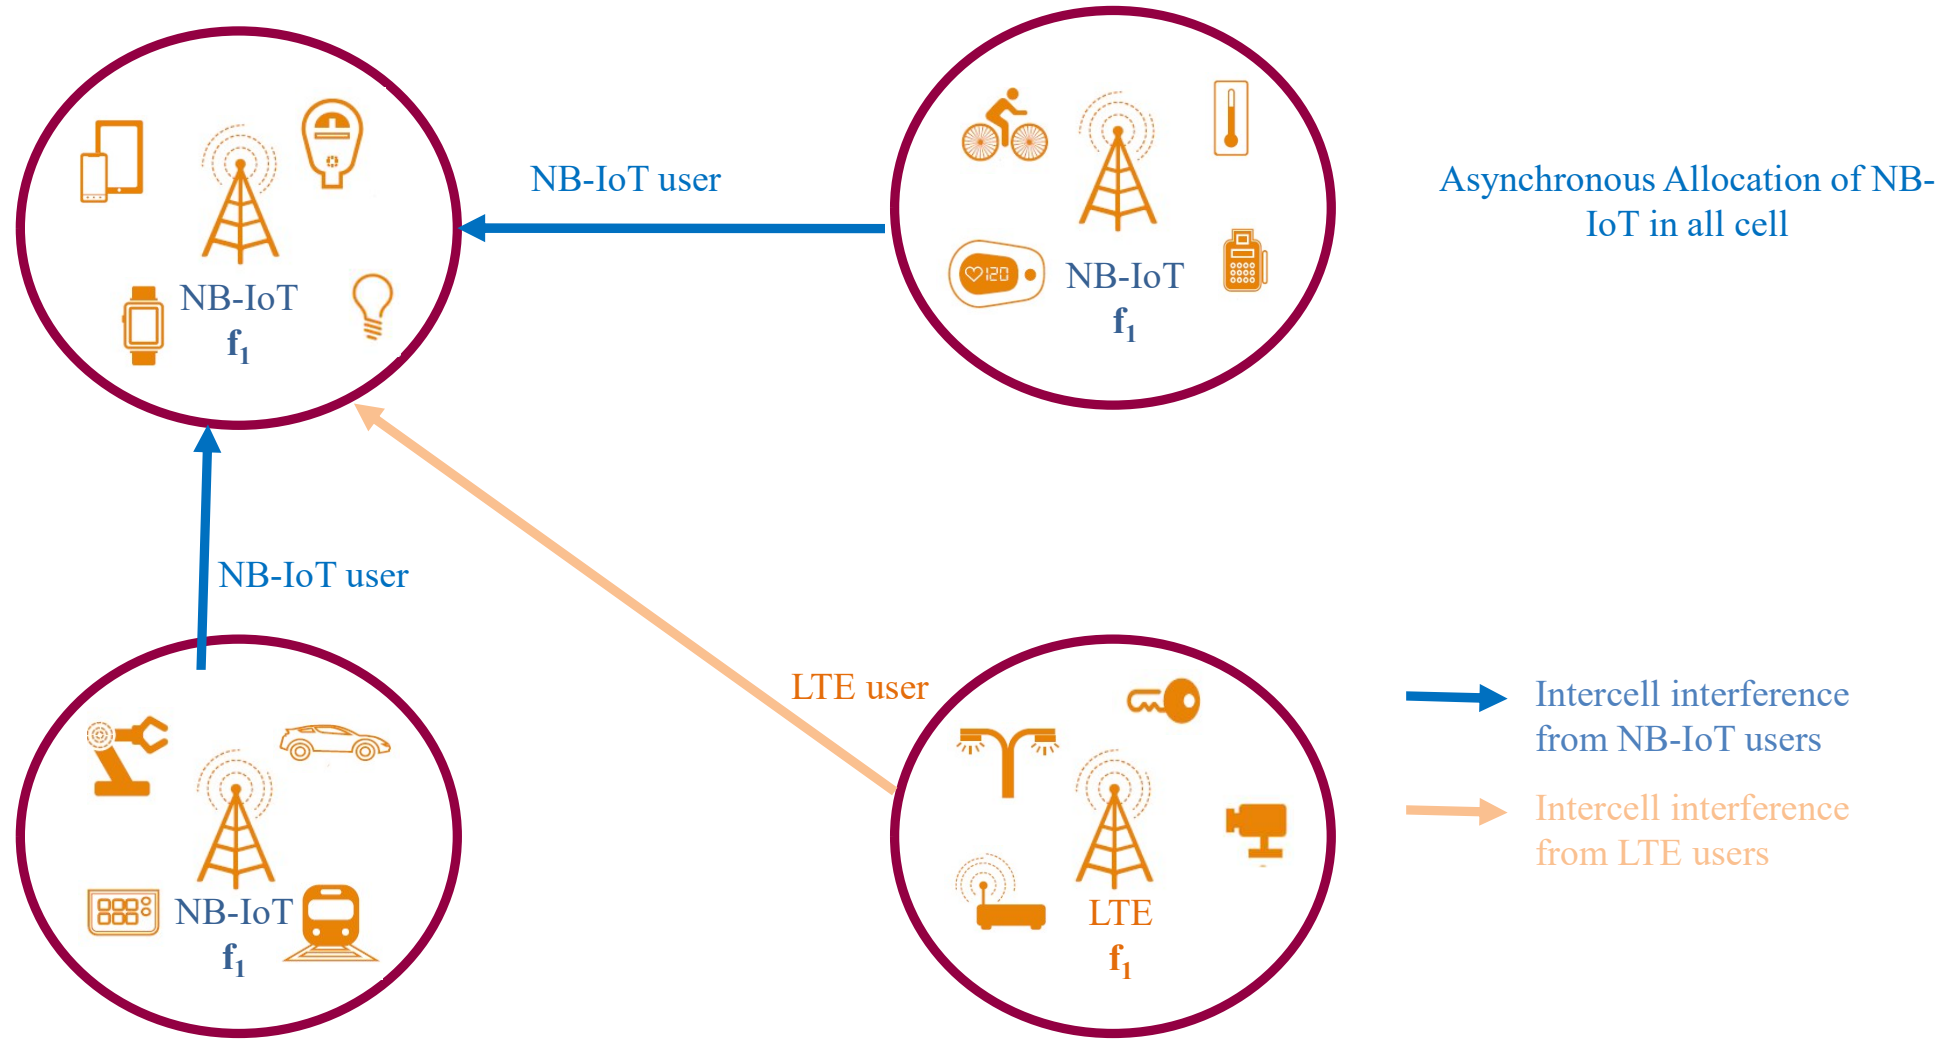 NB-IoT user
Asynchronous Allocation of NB-
IoT in all cell
NB-IoT
f1
120
NB-IoT
f1
NB-IoT user
LTE user
Intercell interference
from NB-IoT users
Intercell interference
from LTE users
NB-IoT
f1
LTE
f1